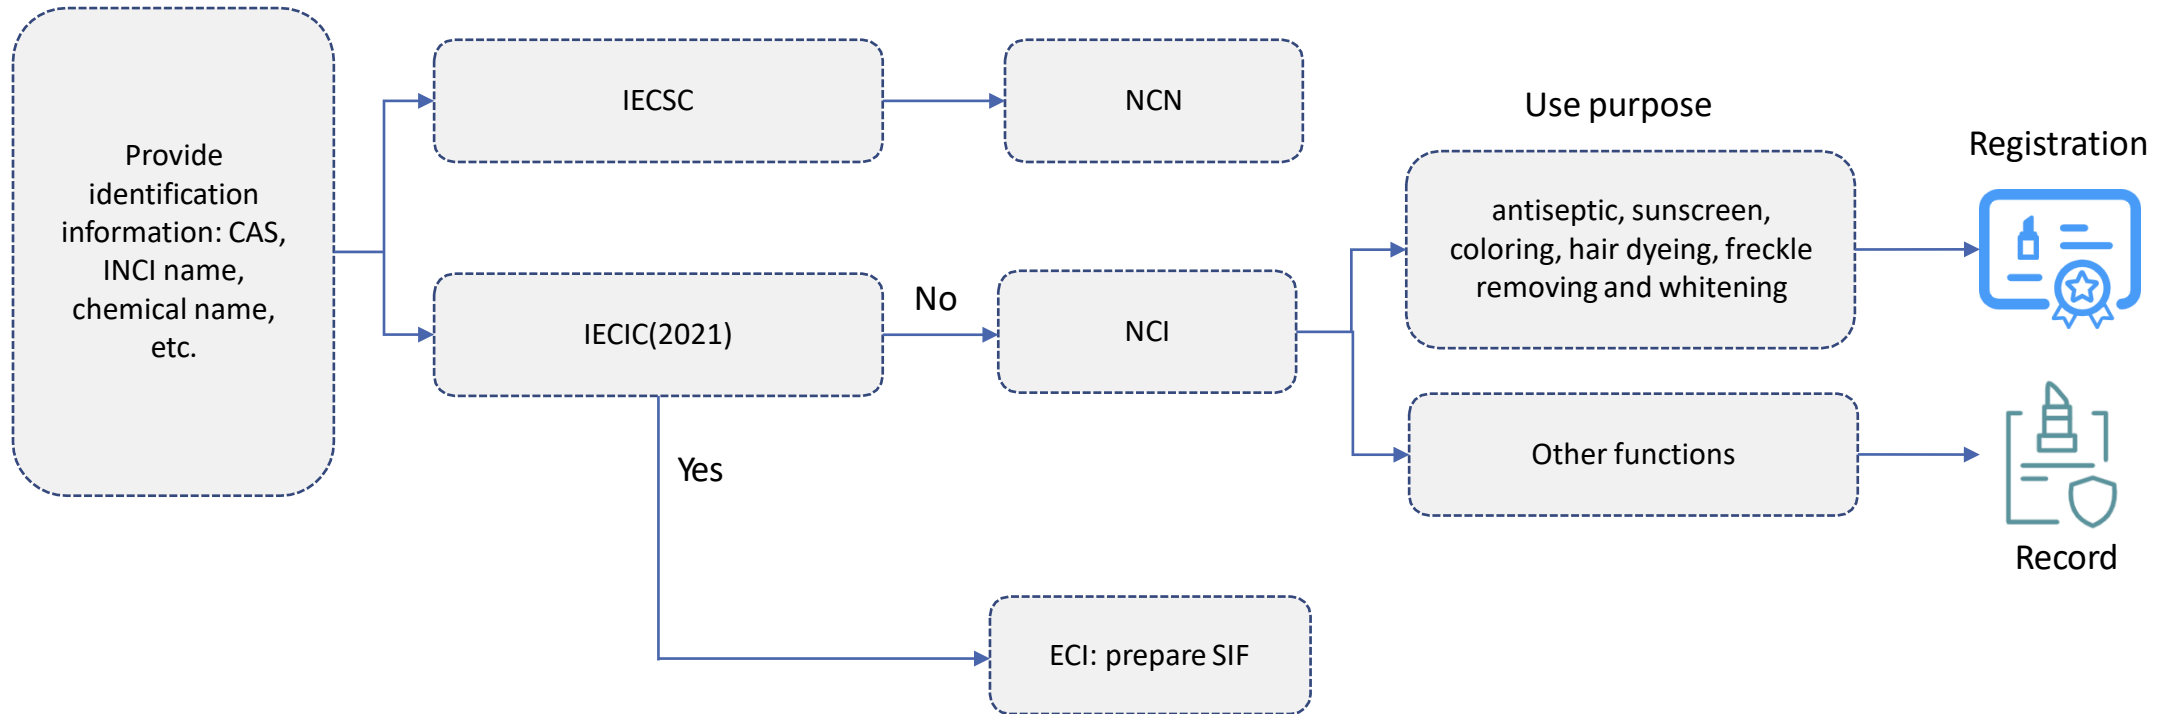 Provide
identification
information: CAS,
INCI name,
chemical name,
etc.
IECSC
NCN
IECIC(2021)
No
NCI
Yes
ECI: prepare SIF
Use purpose
antiseptic, sunscreen,
coloring, hair dyeing, freckle
removing and whitening
Other functions
Registration
Record